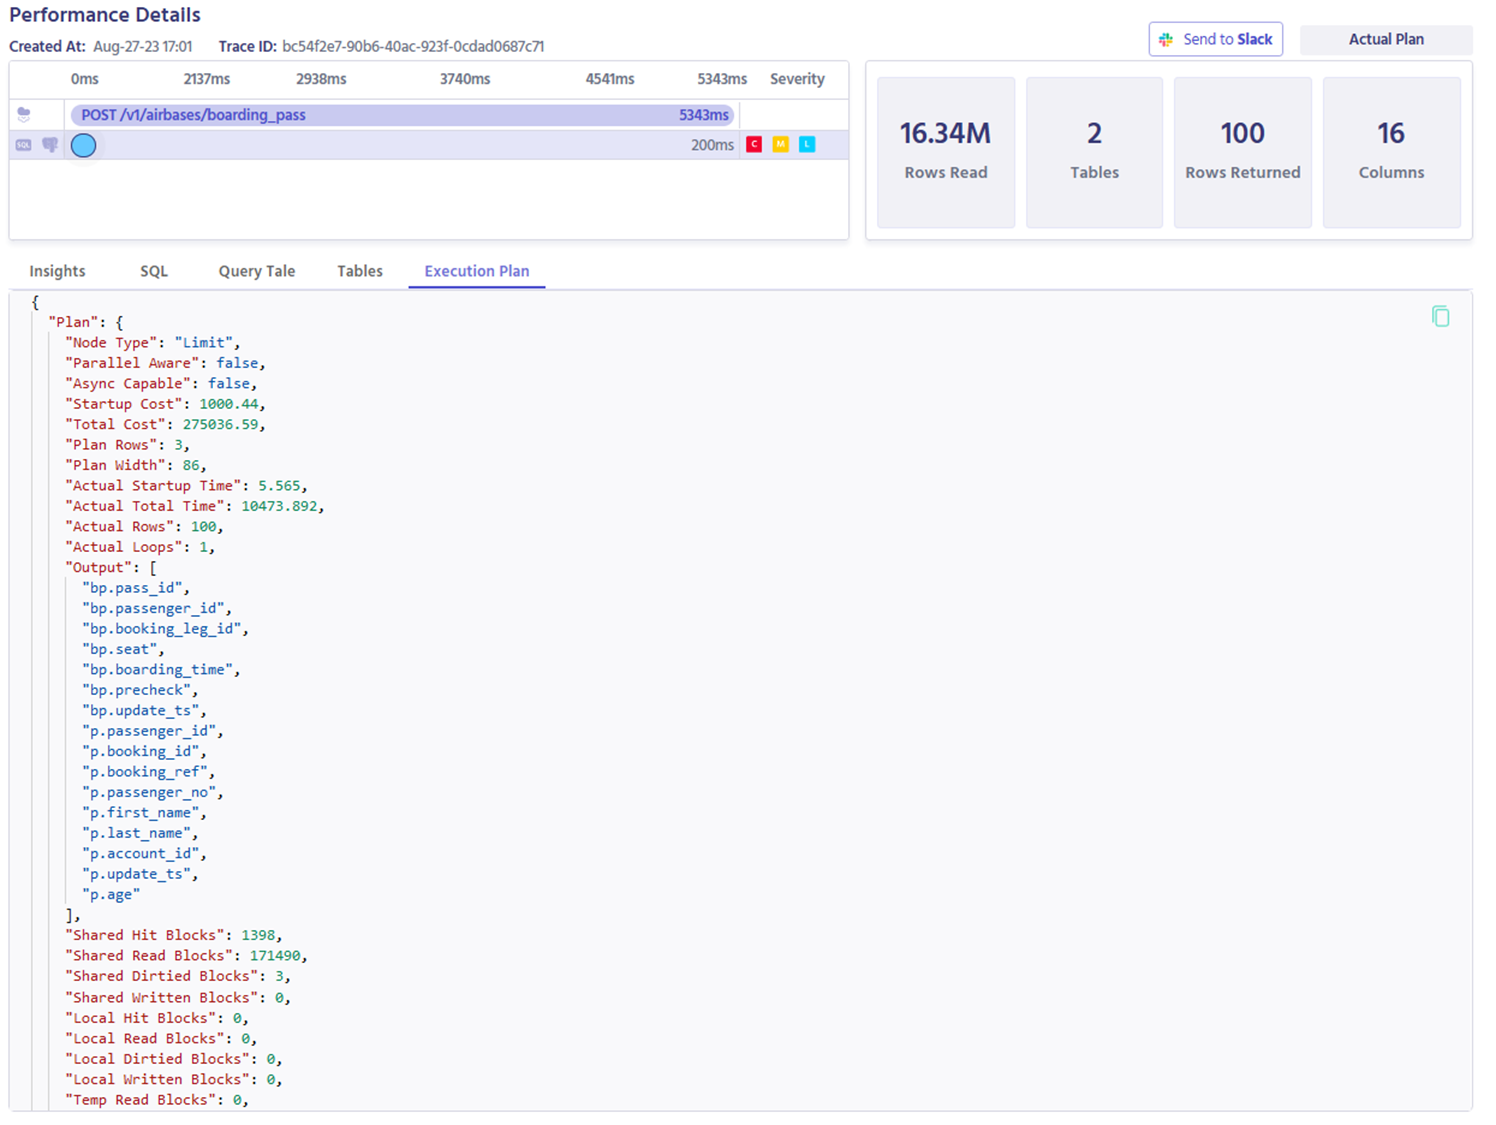 Performance Details
Created At: Aug-27-23 17:01 Trace ID: bc54f2e7-90b6-40ac-923f-0cdad0687c71
Send to Slack
Actual Plan
0ms 2137ms 2938ms 3740ms 4541ms 5343ms Severity
POST /v1/airbases/boarding_pass 5343ms
SQL 200ms C M L
16.34M
Rows Read
2
Tables
100
Rows Returned
16
Columns
Insights SQL Query Tale Tables Execution Plan
{
"Plan": {
"Node Type": "Limit",
"Parallel Aware": false,
"Async Capable": false,
"Startup Cost": 1000.44,
"Total Cost": 275036.59,
"Plan Rows": 3,
"Plan Width": 86,
"Actual Startup Time": 5.565,
"Actual Total Time": 10473.892,
"Actual Rows": 100,
"Actual Loops": 1,
"Output": [
"bp.pass_id",
"bp.passenger_id",
"bp.booking_leg_id",
"bp.seat",
"bp.boarding_time",
"bp.precheck",
"bp.update_ts",
"p.passenger_id",
"p.booking_id",
"p.booking_ref",
"p.passenger_no",
"p.first_name",
"p.last_name",
"p.account_id",
"p.update_ts",
"p.age"
],
"Shared Hit Blocks": 1398,
"Shared Read Blocks": 171490,
"Shared Dirtied Blocks": 3,
"Shared Written Blocks": 0,
"Local Hit Blocks": 0,
"Local Read Blocks": 0,
"Local Dirtied Blocks": 0,
"Local Written Blocks": 0,
"Temp Read Blocks": 0,